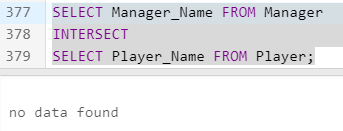 377 SELECT Manager_Name FROM Manager
378 INTERSECT
379 SELECT Player_Name FROM Player;
no data found